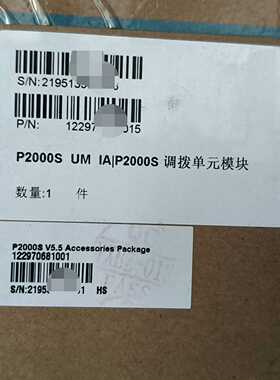 S/N:21951
P/N: 12297 015
P2000S UM IA|P2000S 调拨单元模块
数量:1 件
P2000S V5.5 Accessories Package
122970681001
S/N:2195 1 HS